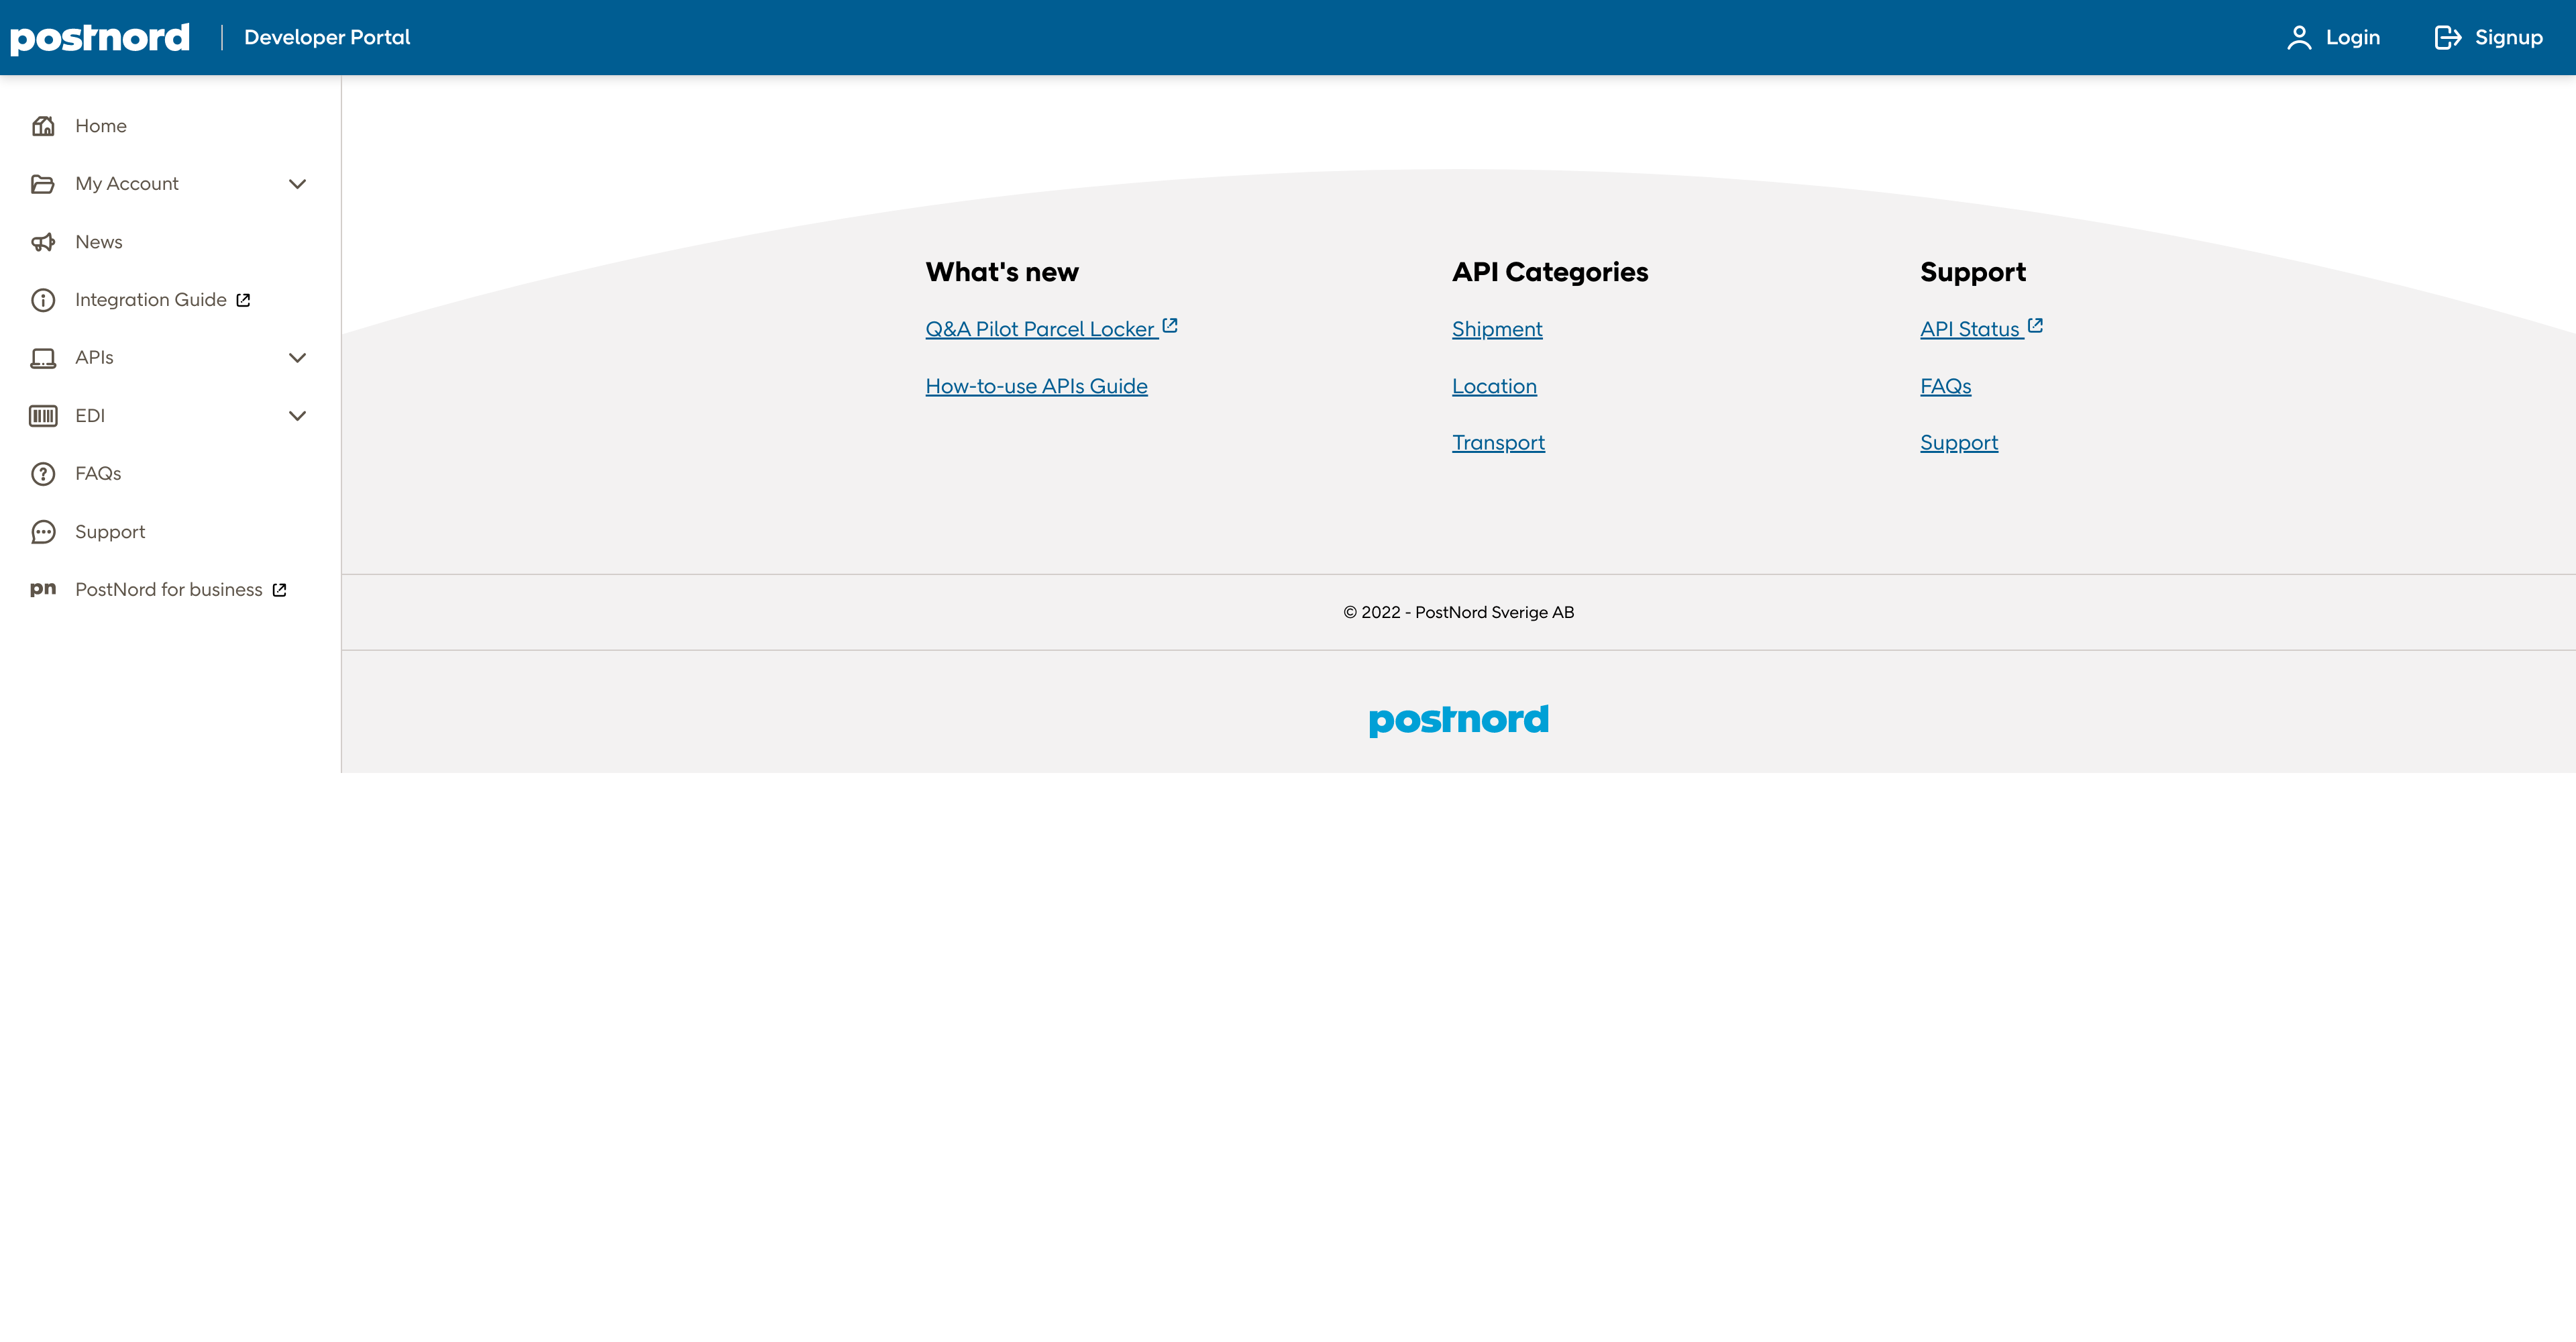 postnord
Developer Portal
Login
Signup
Home
My Account
News
Integration Guide
APIs
EDI
FAQs
Support
pn PostNord for business
What's new
Q&A Pilot Parcel Locker
How-to-use APIs Guide
API Categories
Shipment
Location
Transport
Support
API Status
FAQs
Support
© 2022 - PostNord Sverige AB
postnord